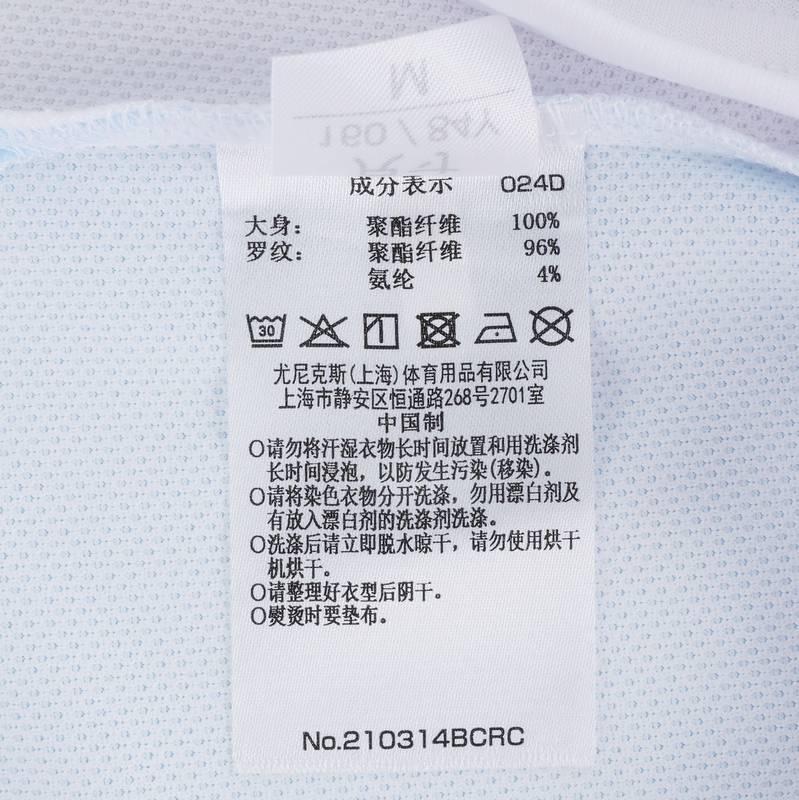 M
160 / 84Y
尺寸
成分表示 024D
大身： 聚酯纤维 100%
罗纹： 聚酯纤维 96%
氨纶 4%
30
尤尼克斯(上海)体育用品有限公司
上海市静安区恒通路268号2701室
中国制
○请勿将汗湿衣物长时间放置和用洗涤剂
长时间浸泡，以防发生污染(移染)。
○请将染色衣物分开洗涤，勿用漂白剂及
有放入漂白剂的洗涤剂洗涤。
○洗涤后请立即脱水晾干，请勿使用烘干
机烘干。
○请整理好衣型后阴干。
○熨烫时要垫布。
No.210314BCRC